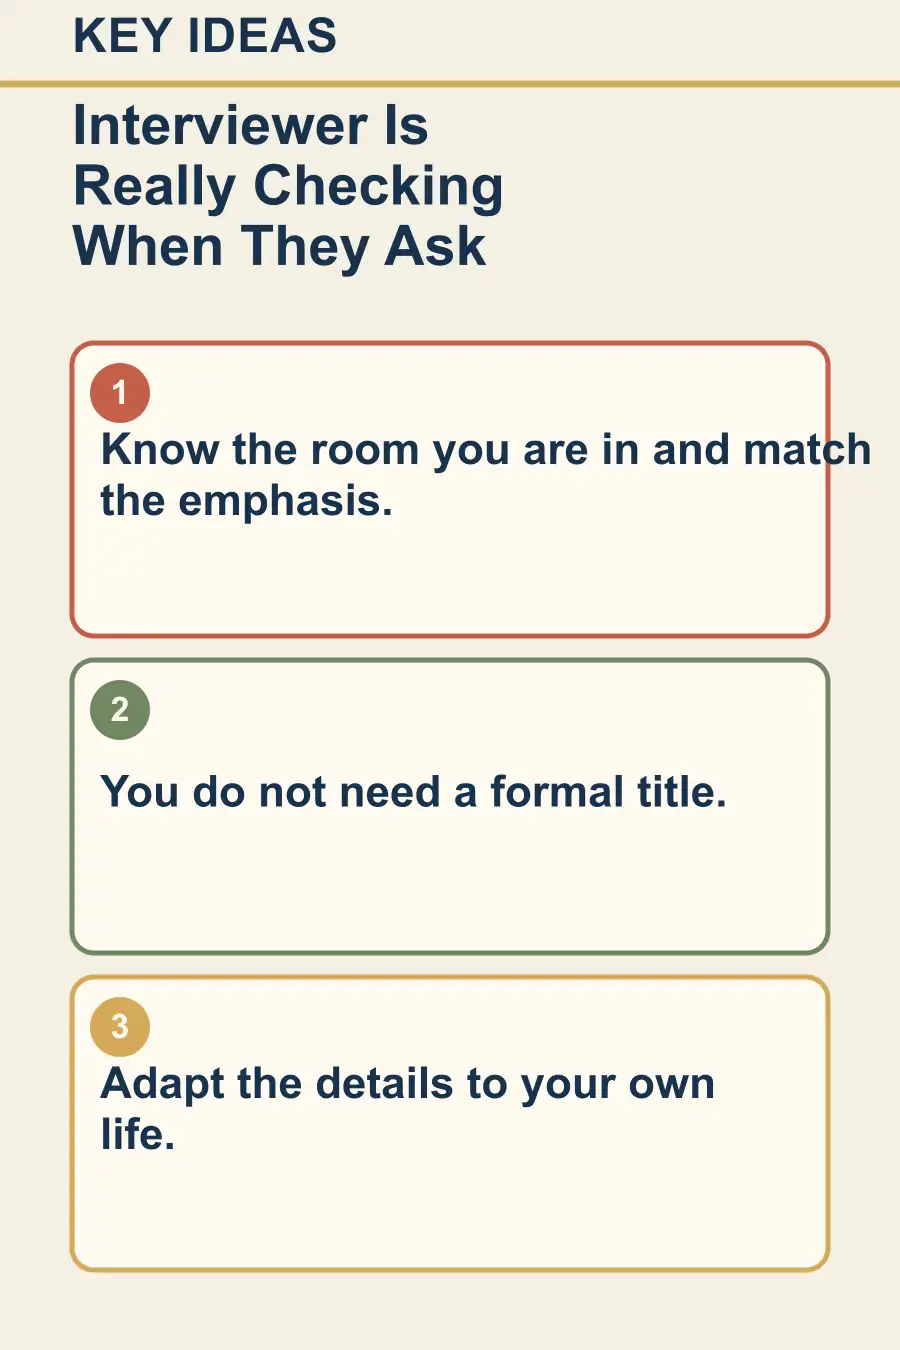 KEY IDEAS
Interviewer Is
Really Checking
When They Ask
1
Know the room you are in and match
the emphasis.
2
You do not need a formal title.
3
Adapt the details to your own
life.